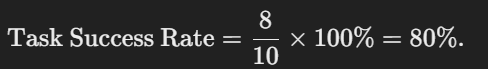 Task Success Rate = 8/10 × 100% = 80%.